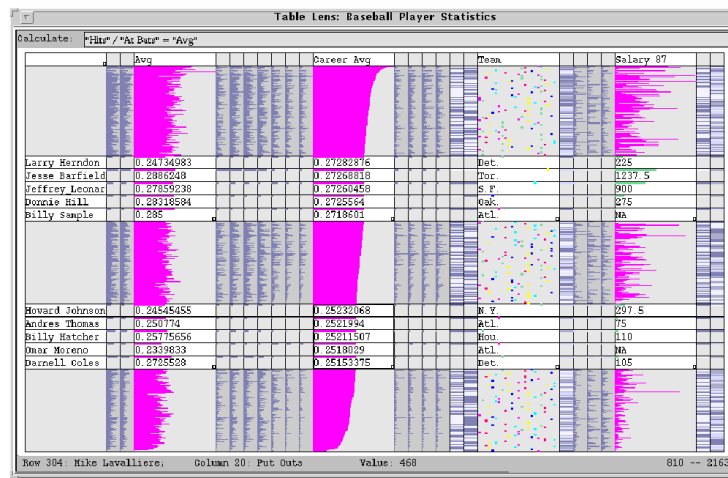 Table Lens: Baseball Player Statistics
Calculate: "Hits" / "At Bats" = "Avg"
Avg Career Avg Team Salary 87
Larry Herndon 0.24734983 0.27282876 Det. 225
Jesse Barfield 0.2886248 0.27268818 Tor. 1237.5
Jeffrey Leonar 0.27859238 0.27260458 S.F. 900
Donnie Hill 0.28318584 0.2725564 Oak. 275
Billy Sample 0.285 0.2718601 Atl. NA
Howard Johnson 0.24545455 0.25232068 N.Y. 297.5
Andres Thomas 0.250774 0.2521994 Atl. 75
Billy Hatcher 0.25775656 0.25211507 Hou. 110
Omar Moreno 0.2339833 0.2518029 Atl. NA
Darnell Coles 0.2725528 0.25153375 Det. 105
Row 304: Mike Lavalliere; Column 20: Put Outs Value: 468 810 -- 2163